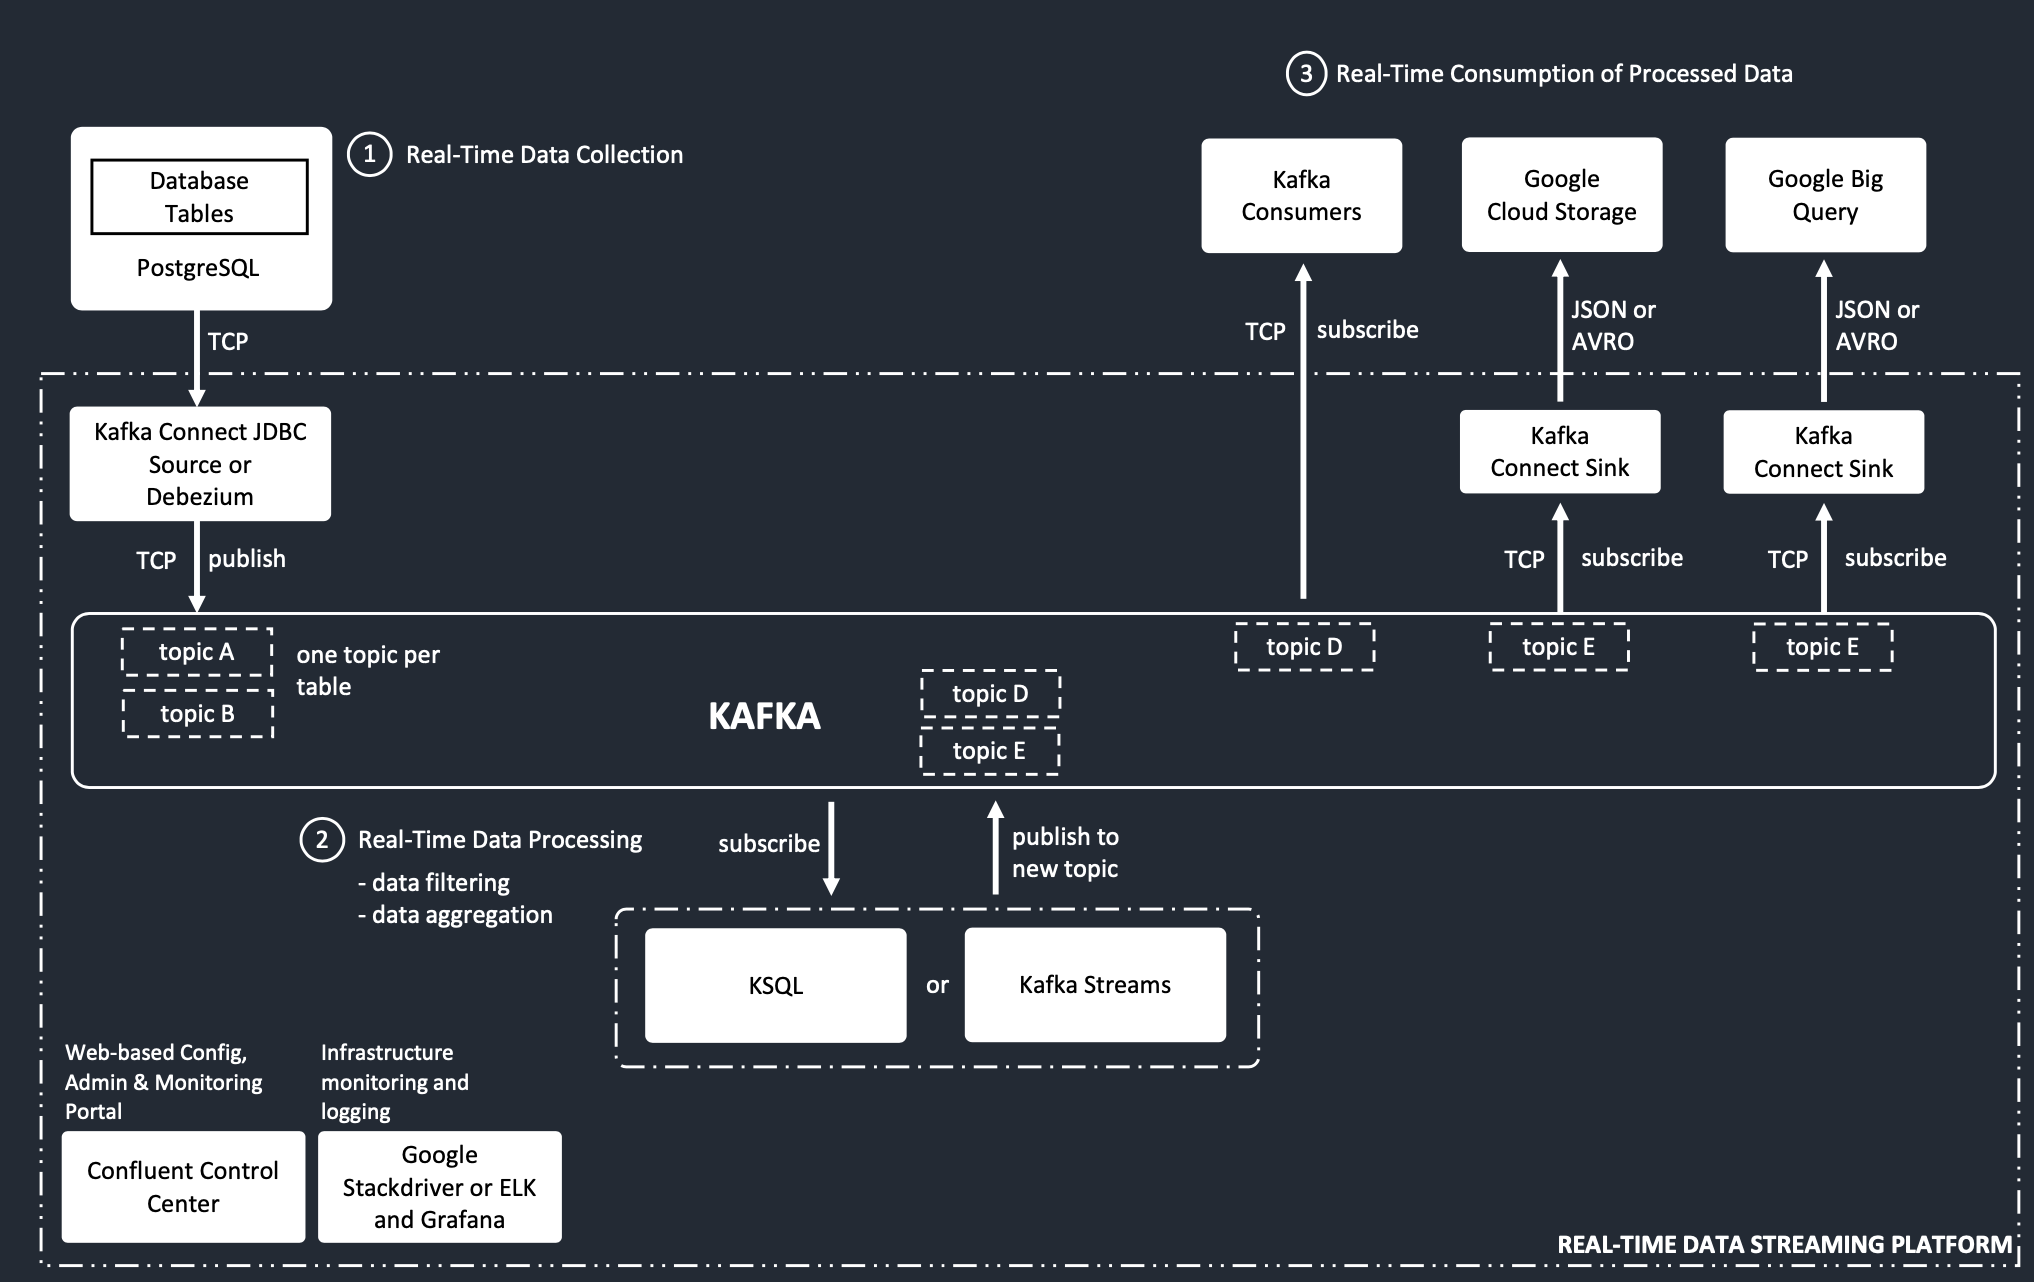 3 Real-Time Consumption of Processed Data
1 Real-Time Data Collection
Database
Tables
PostgreSQL
Kafka
Consumers
Google
Cloud Storage
Google Big
Query
TCP
TCP subscribe
JSON or
AVRO
JSON or
AVRO
Kafka Connect JDBC
Source or
Debezium
Kafka
Connect Sink
Kafka
Connect Sink
TCP publish
TCP subscribe
TCP subscribe
topic A
topic B
one topic per
table
KAFKA
topic D
topic E
topic D
topic E
topic E
2 Real-Time Data Processing
- data filtering
- data aggregation
subscribe
publish to
new topic
KSQL
or
Kafka Streams
Web-based Config,
Admin & Monitoring
Portal
Confluent Control
Center
Infrastructure
monitoring and
logging
Google
Stackdriver or ELK
and Grafana
REAL-TIME DATA STREAMING PLATFORM